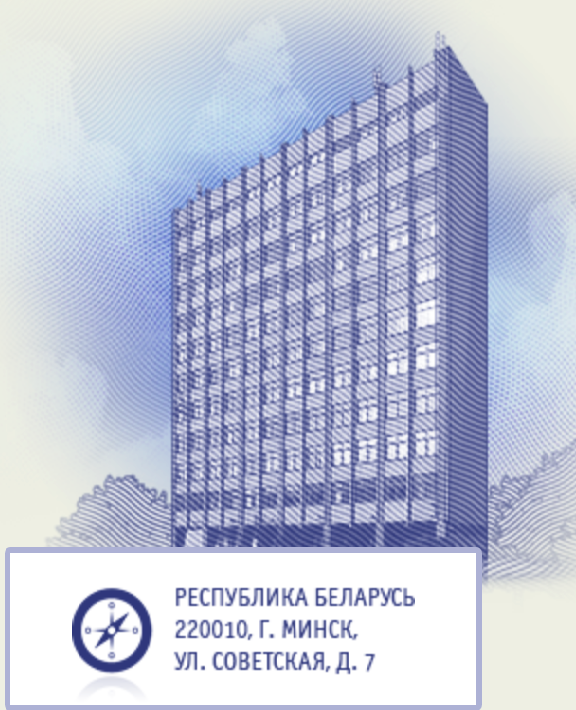 РЕСПУБЛИКА БЕЛАРУСЬ
220010, Г. МИНСК,
УЛ. СОВЕТСКАЯ, Д. 7